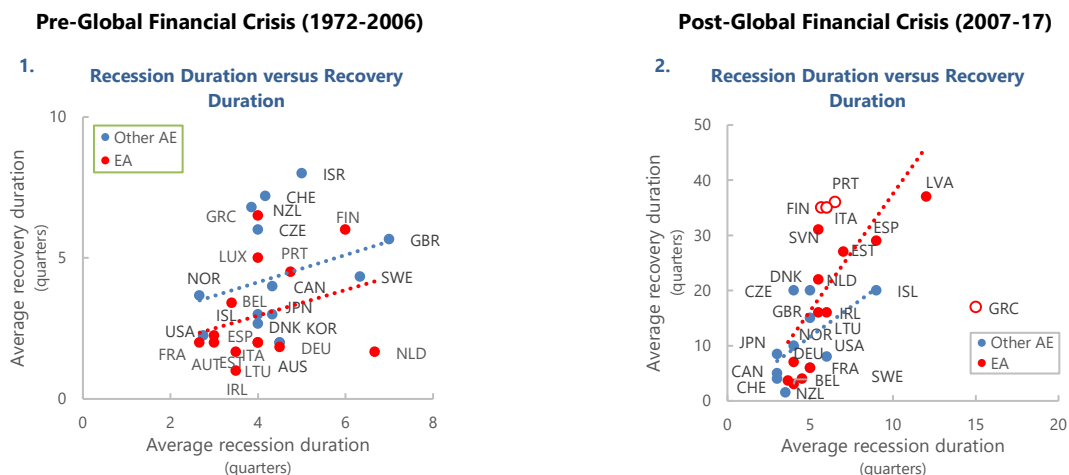 Pre-Global Financial Crisis (1972-2006)
1.
Recession Duration versus Recovery
Duration
10
5
0
Average recovery duration
(quarters)
Other AE
EA
ISR
CHE
GRC
NZL
CZE
FIN
GBR
LUX
PRT
NOR
SWE
CAN
BEL
ISL
JPN
USA
ESP
DNK
KOR
FRA
AUT
EST
ITA
LTU
DEU
AUS
NLD
IRL
0
2
4
6
8
Average recession duration
(quarters)
Post-Global Financial Crisis (2007-17)
2.
Recession Duration versus Recovery
Duration
50
40
30
20
10
0
Average recovery duration
(quarters)
PRT
LVA
FIN
ITA
ESP
SVN
EST
DNK
NLD
CZE
ISL
GBR
IRL
GRC
LTU
NOR
JPN
USA
DEU
CAN
FRA
SWE
CHE
BEL
NZL
Other AE
EA
0
5
10
15
20
Average recession duration
(quarters)